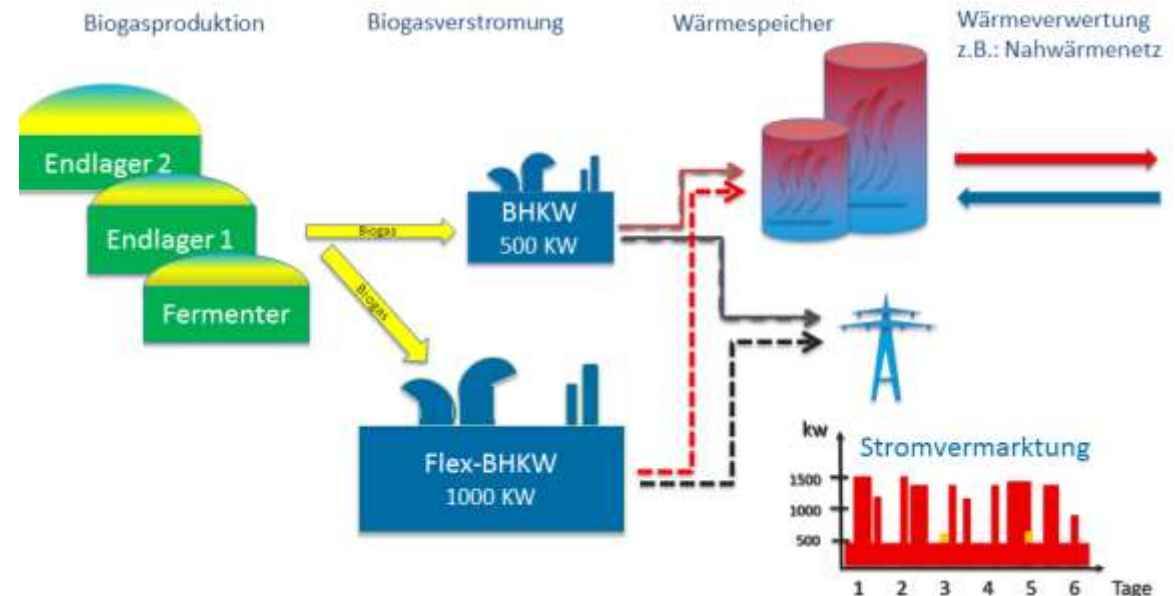 Biogasproduktion
Biogasverstromung
Wärmespeicher
Wärmeverwertung
z.B.: Nahwärmenetz
Endlager 2
Endlager 1
Fermenter
Biogas
Biogas
BHKW
500 KW
Flex-BHKW
1000 KW
kw
Stromvermarktung
1500
1000
500
1 2 3 4 5 6 Tage